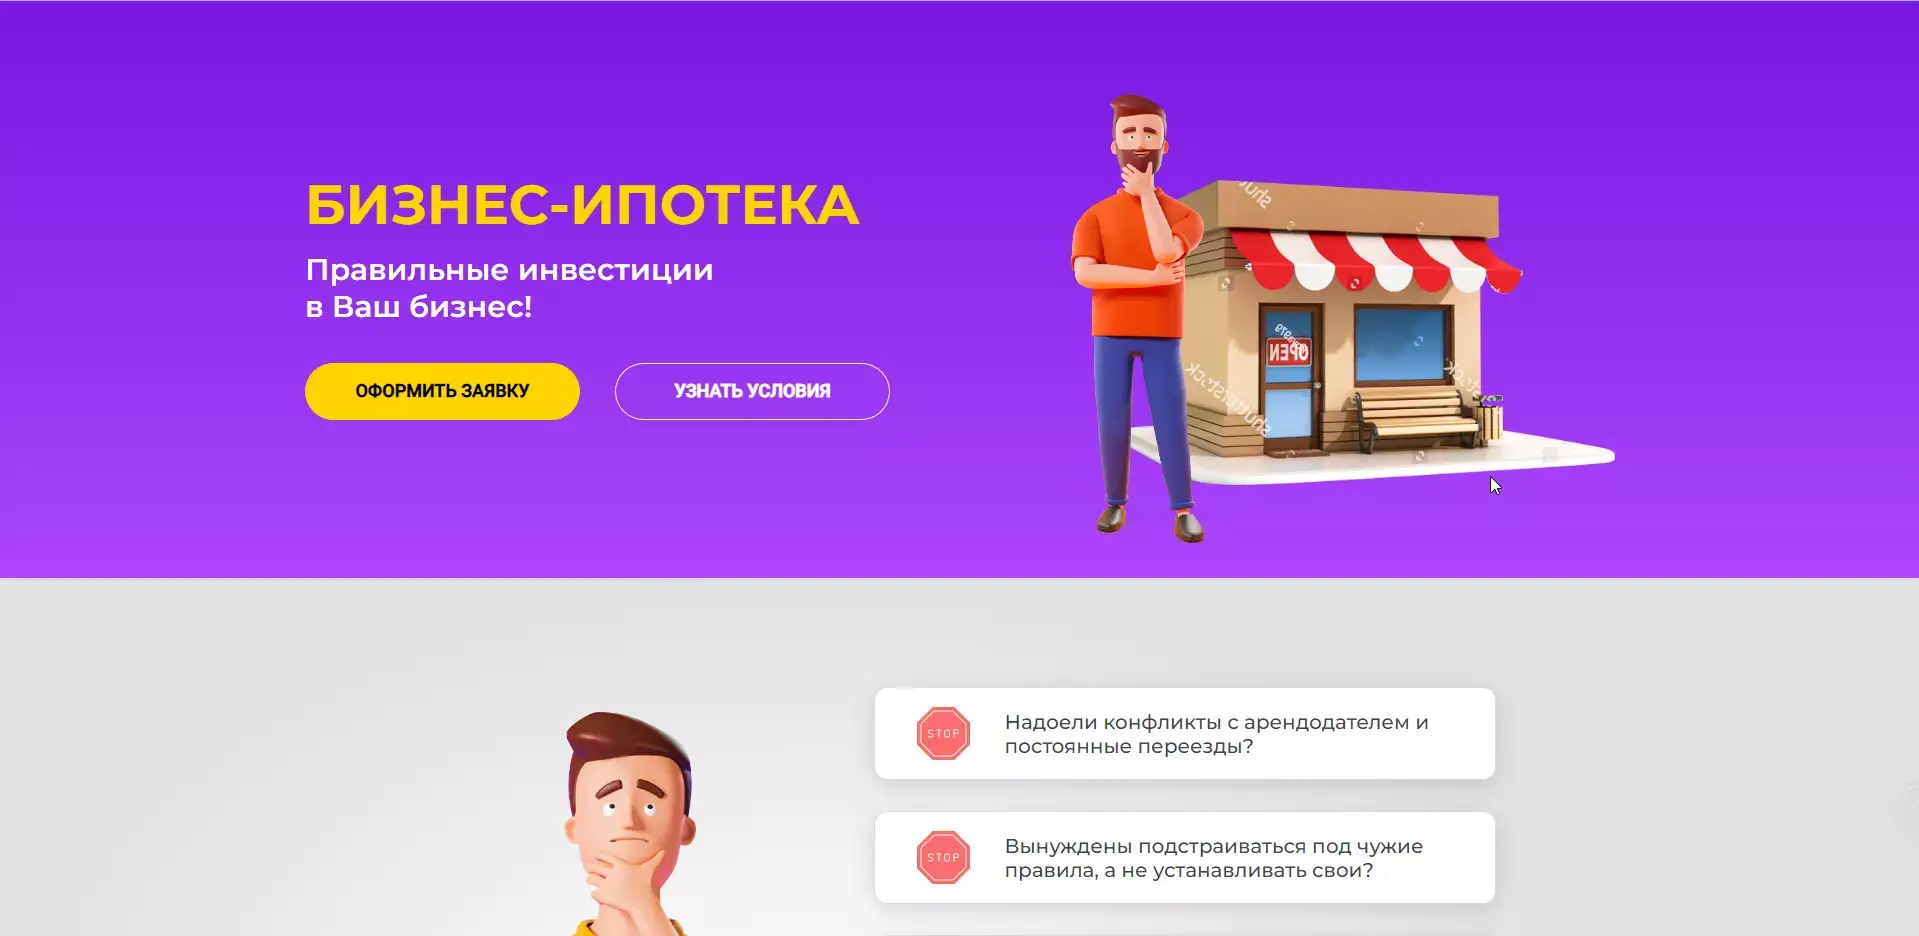 БИЗНЕС-ИПОТЕКА
Правильные инвестиции
в Ваш бизнес!
ОФОРМИТЬ ЗАЯВКУ
УЗНАТЬ УСЛОВИЯ
OPEN
shutterstock
STOP
Надоели конфликты с арендодателем и
постоянные переезды?
STOP
Вынуждены подстраиваться под чужие
правила, а не устанавливать свои?